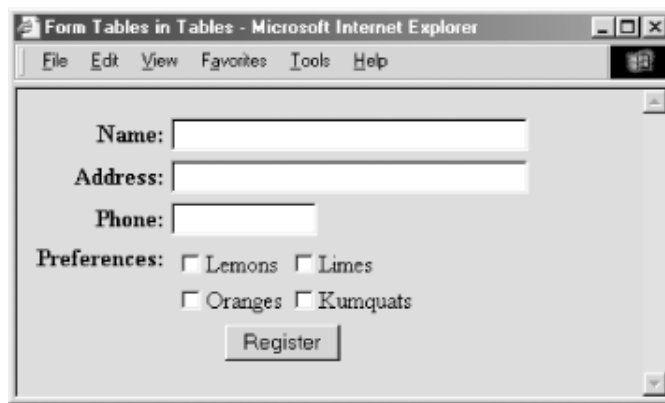 Form Tables in Tables - Microsoft Internet Explorer
File Edit View Favorites Tools Help
Name:
Address:
Phone:
Preferences: Lemons Limes
Oranges Kumquats
Register